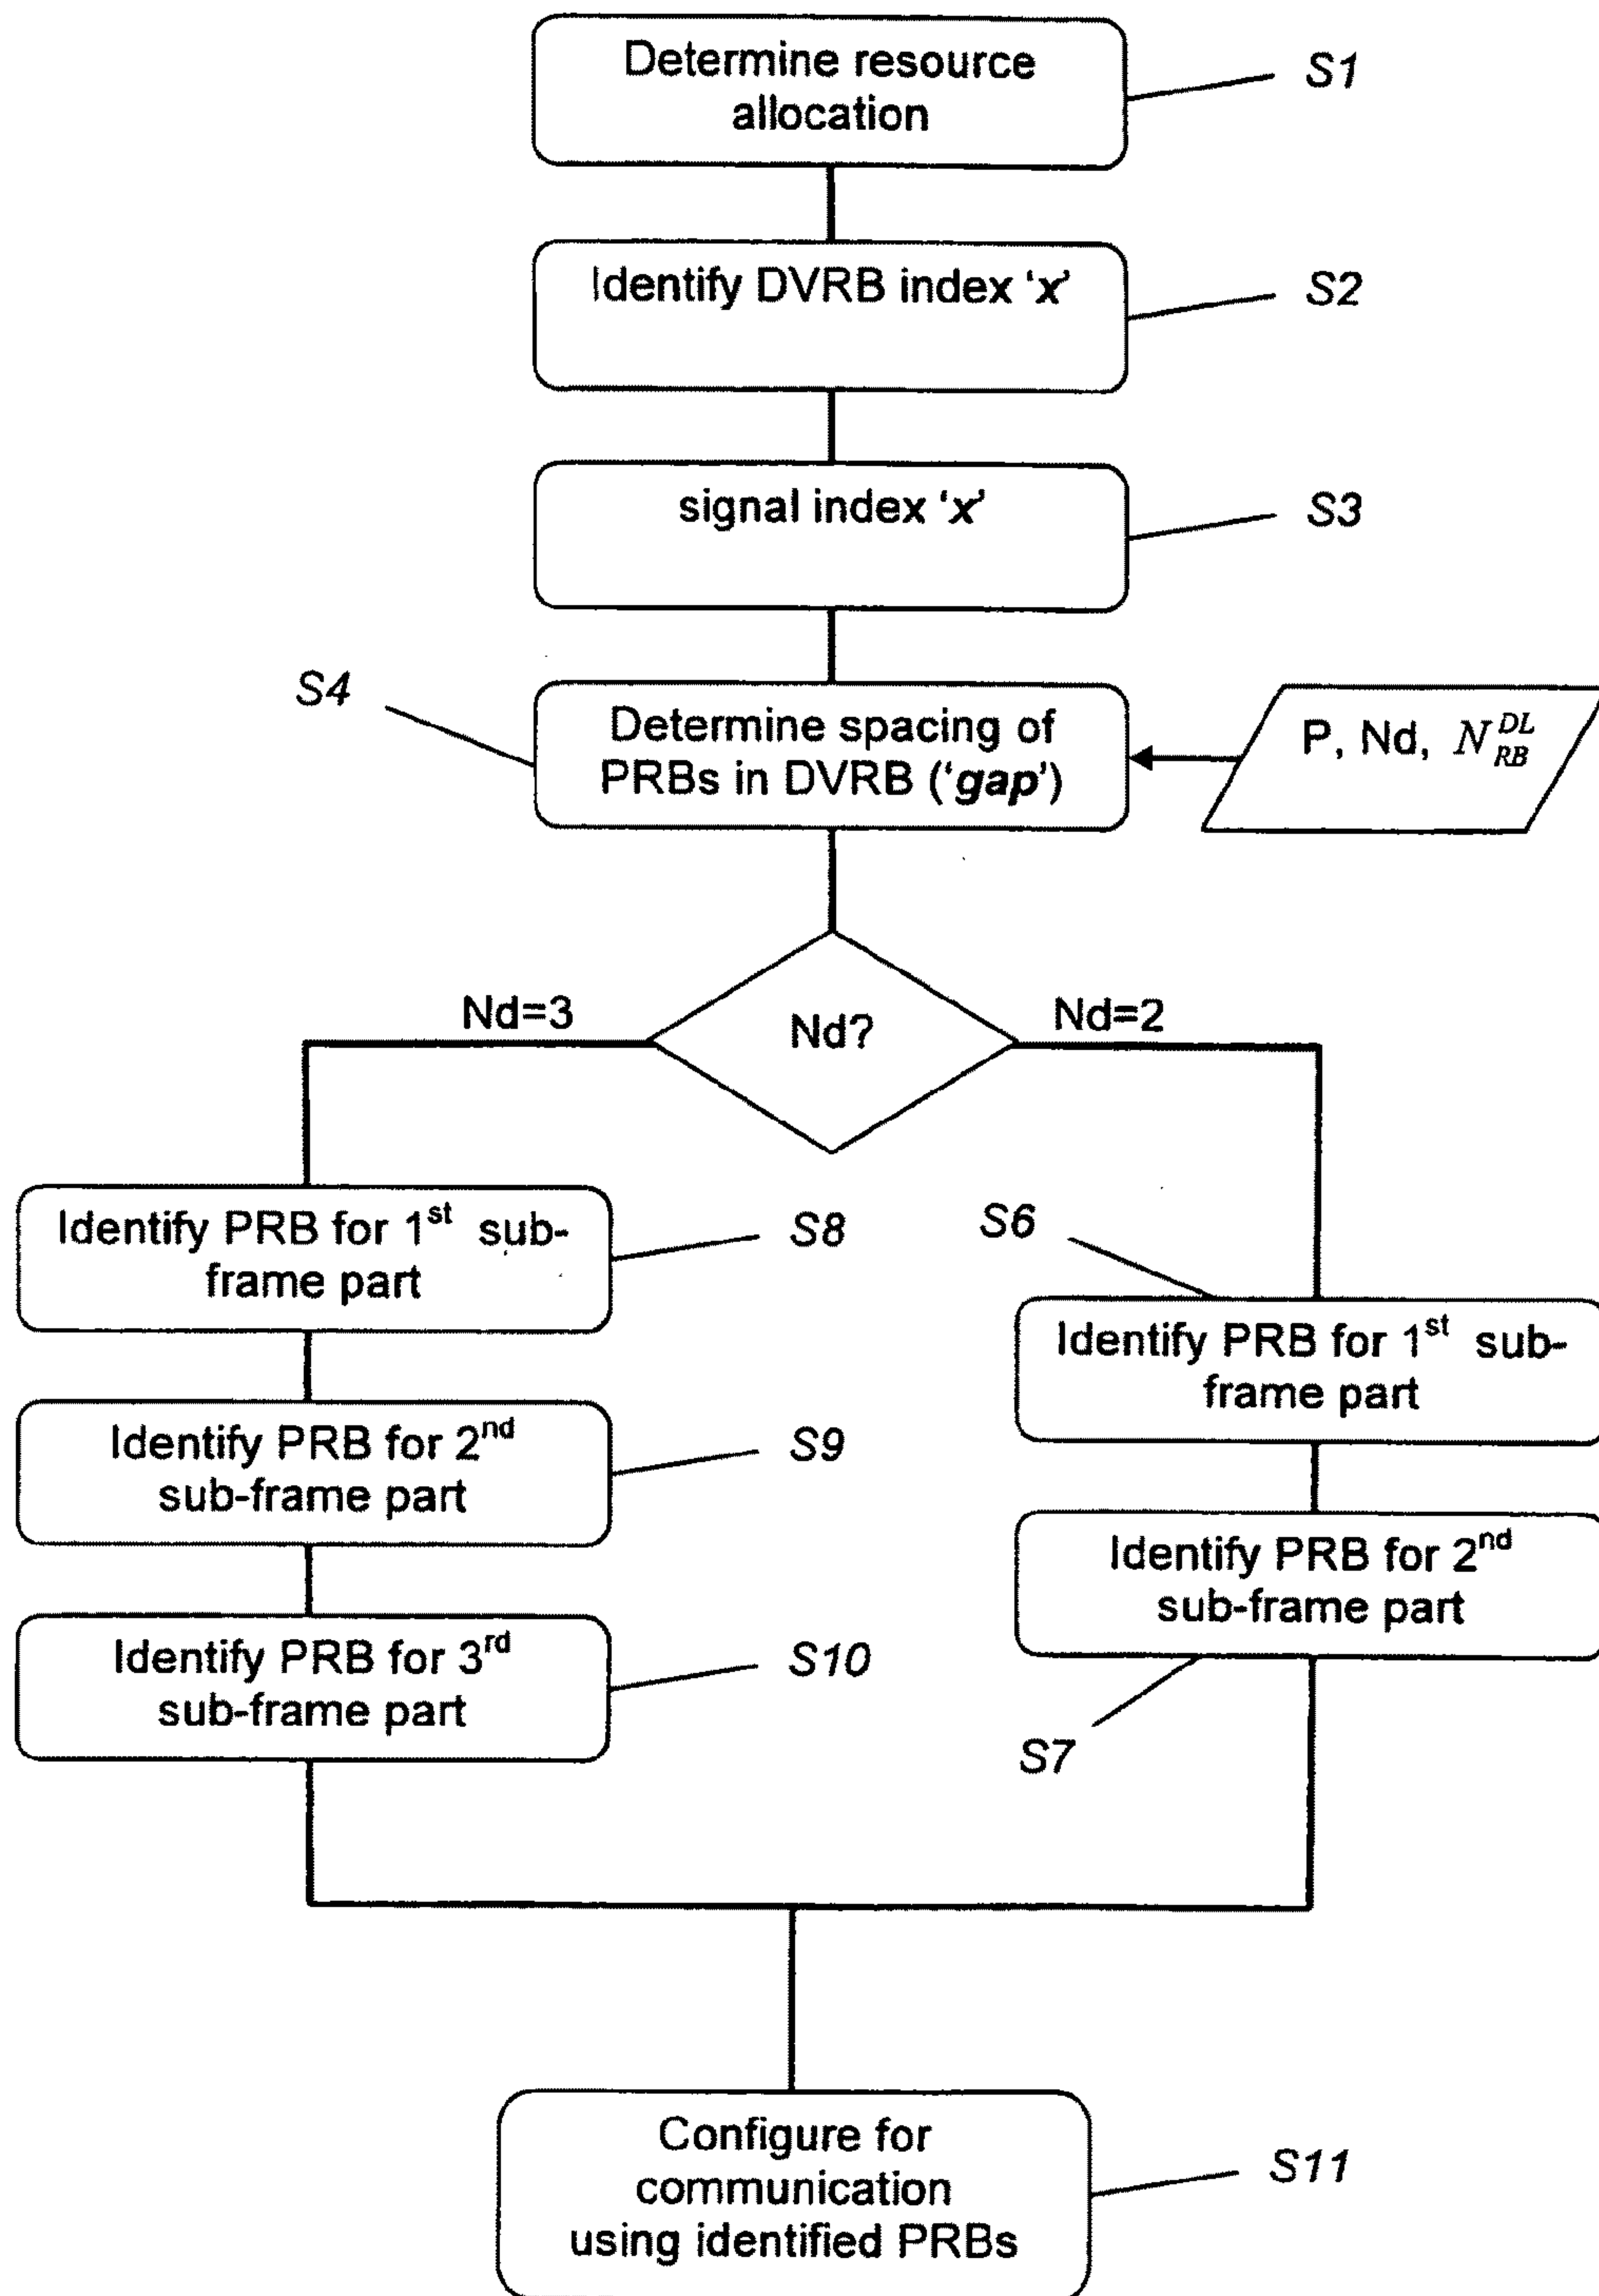 Determine resource
allocation
S1
Identify DVRB index ‘x’
S2
signal index ‘x’
S3
S4
Determine spacing of
PRBs in DVRB (‘gap’)
P, Nd, N_{RB}^{DL}
Nd=3
Nd?
Nd=2
Identify PRB for 1st sub-
frame part
S8
Identify PRB for 2nd
sub-frame part
S9
Identify PRB for 3rd
sub-frame part
S10
S6
Identify PRB for 1st sub-
frame part
Identify PRB for 2nd
sub-frame part
S7
Configure for
communication
using identified PRBs
S11